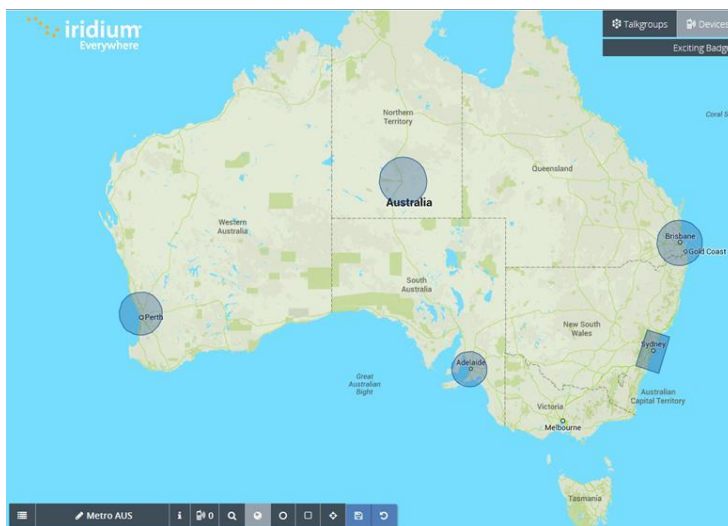 iridium
Everywhere
Talkgroups
Devices
Exciting Badg
Coral S
Northern
Territory
Queensland
Australia
Western
Australia
Brisbane
Gold Coast
South
Australia
Perth
New South
Wales
Sydney
Adelaide
Great
Australian
Bight
Australian
Capital Territory
Victoria
Melbourne
Tasmania
Metro AUS
i
0